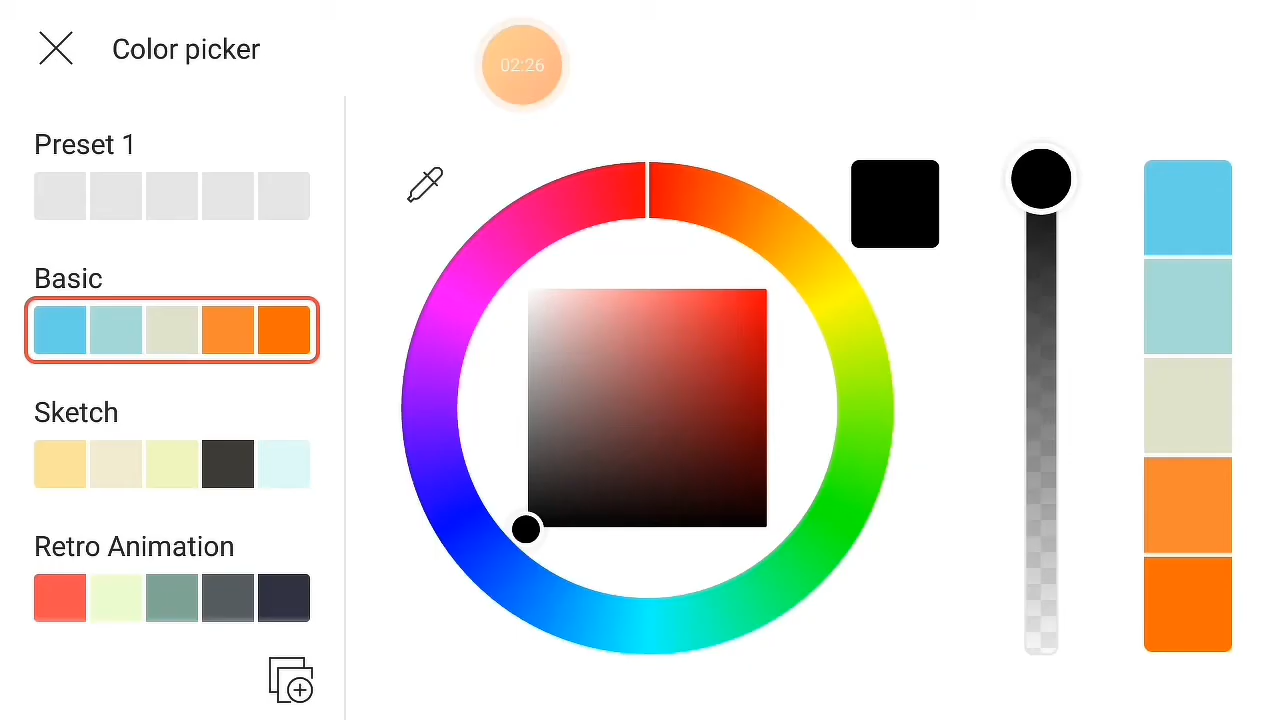 Color picker
02:26
Preset 1
Basic
Sketch
Retro Animation